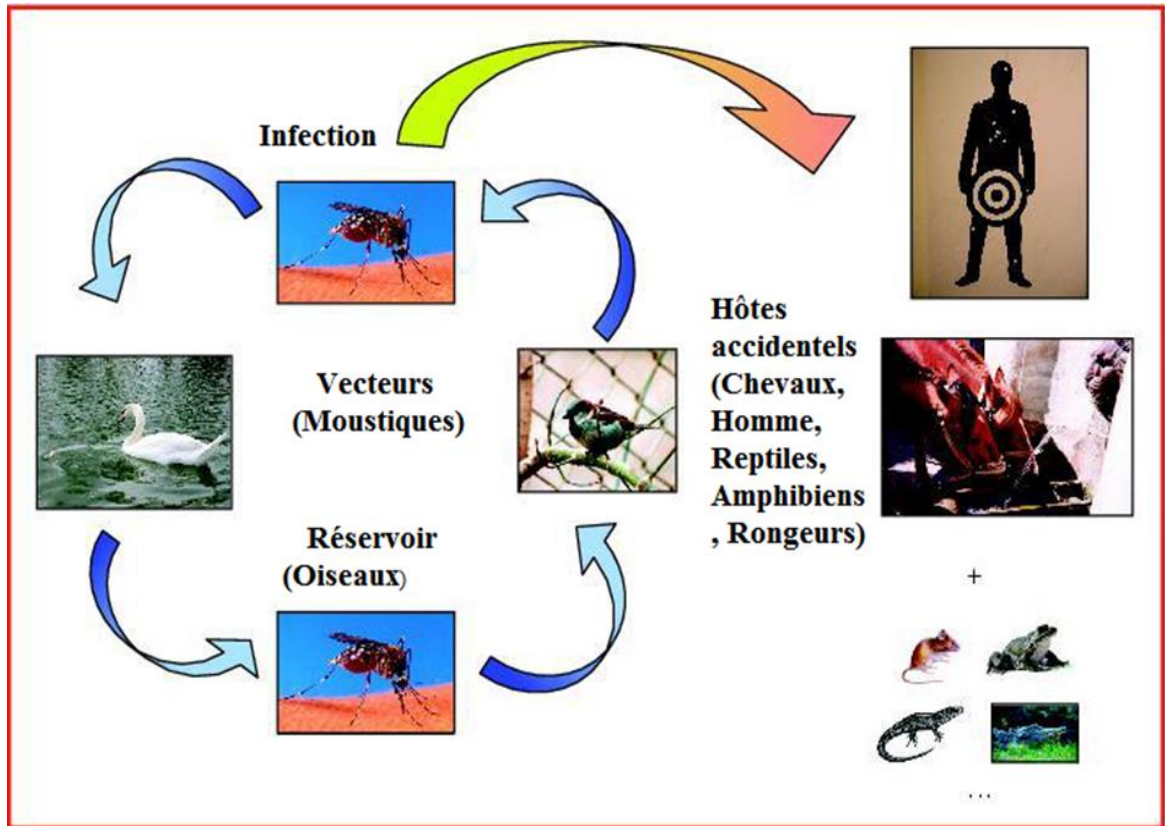 Infection
Vecteurs
(Moustiques)
Hôtes
accidentels
(Chevaux,
Homme,
Reptiles,
Amphibiens
, Rongeurs)
Réservoir
(Oiseaux)
+
...